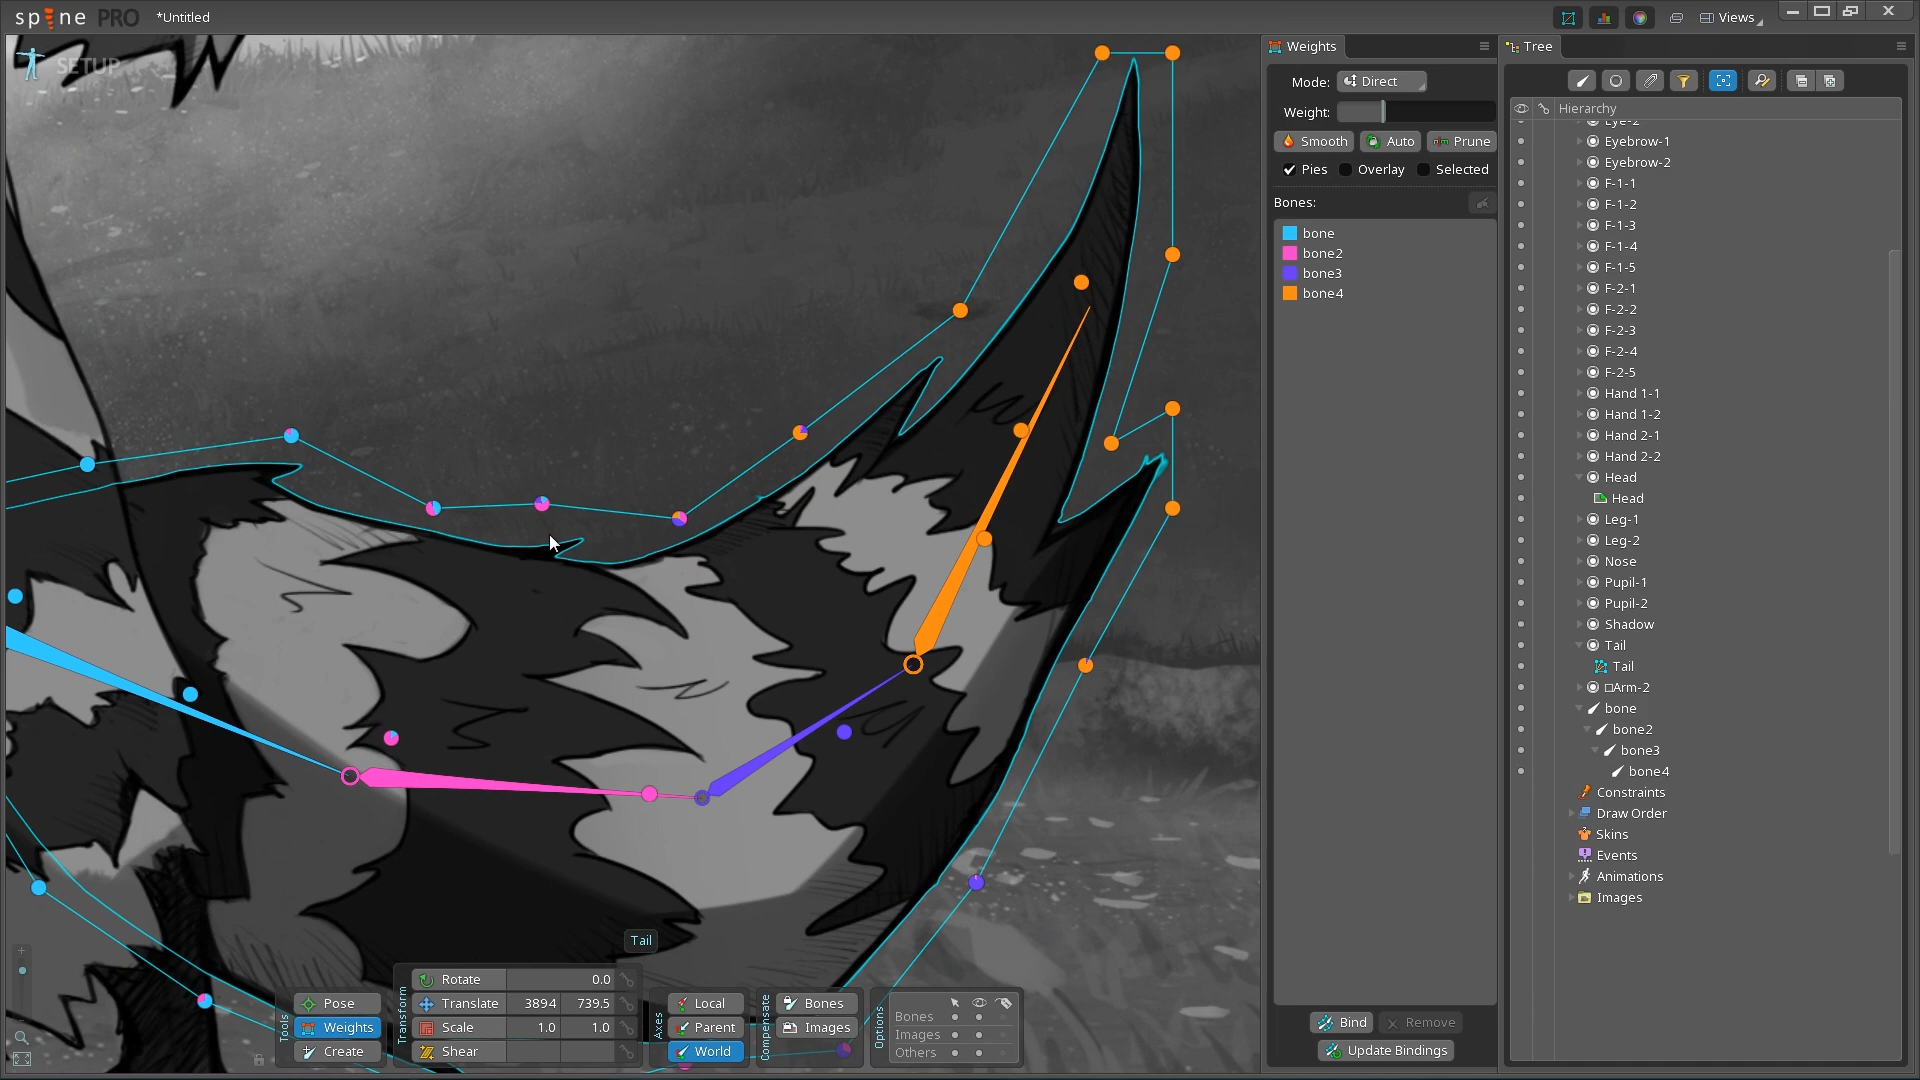 spine PRO
*Untitled
Views
SETUP
Weights
Mode: Direct
Weight:
Smooth Auto Prune
Pies Overlay Selected
Bones:
bone
bone2
bone3
bone4
Bind Remove
Update Bindings
Tree
Hierarchy
Eye-2
Eyebrow-1
Eyebrow-2
F-1-1
F-1-2
F-1-3
F-1-4
F-1-5
F-2-1
F-2-2
F-2-3
F-2-4
F-2-5
Hand 1-1
Hand 1-2
Hand 2-1
Hand 2-2
Head
Head
Leg-1
Leg-2
Nose
Pupil-1
Pupil-2
Shadow
Tail
Tail
□Arm-2
bone
bone2
bone3
bone4
Constraints
Draw Order
Skins
Events
Animations
Images
Tail
Tools
Pose
Weights
Create
Transform
Rotate 0.0
Translate 3894 739.5
Scale 1.0 1.0
Shear
Axes
Local
Parent
World
Compensate
Bones
Images
Options
Bones
Images
Others